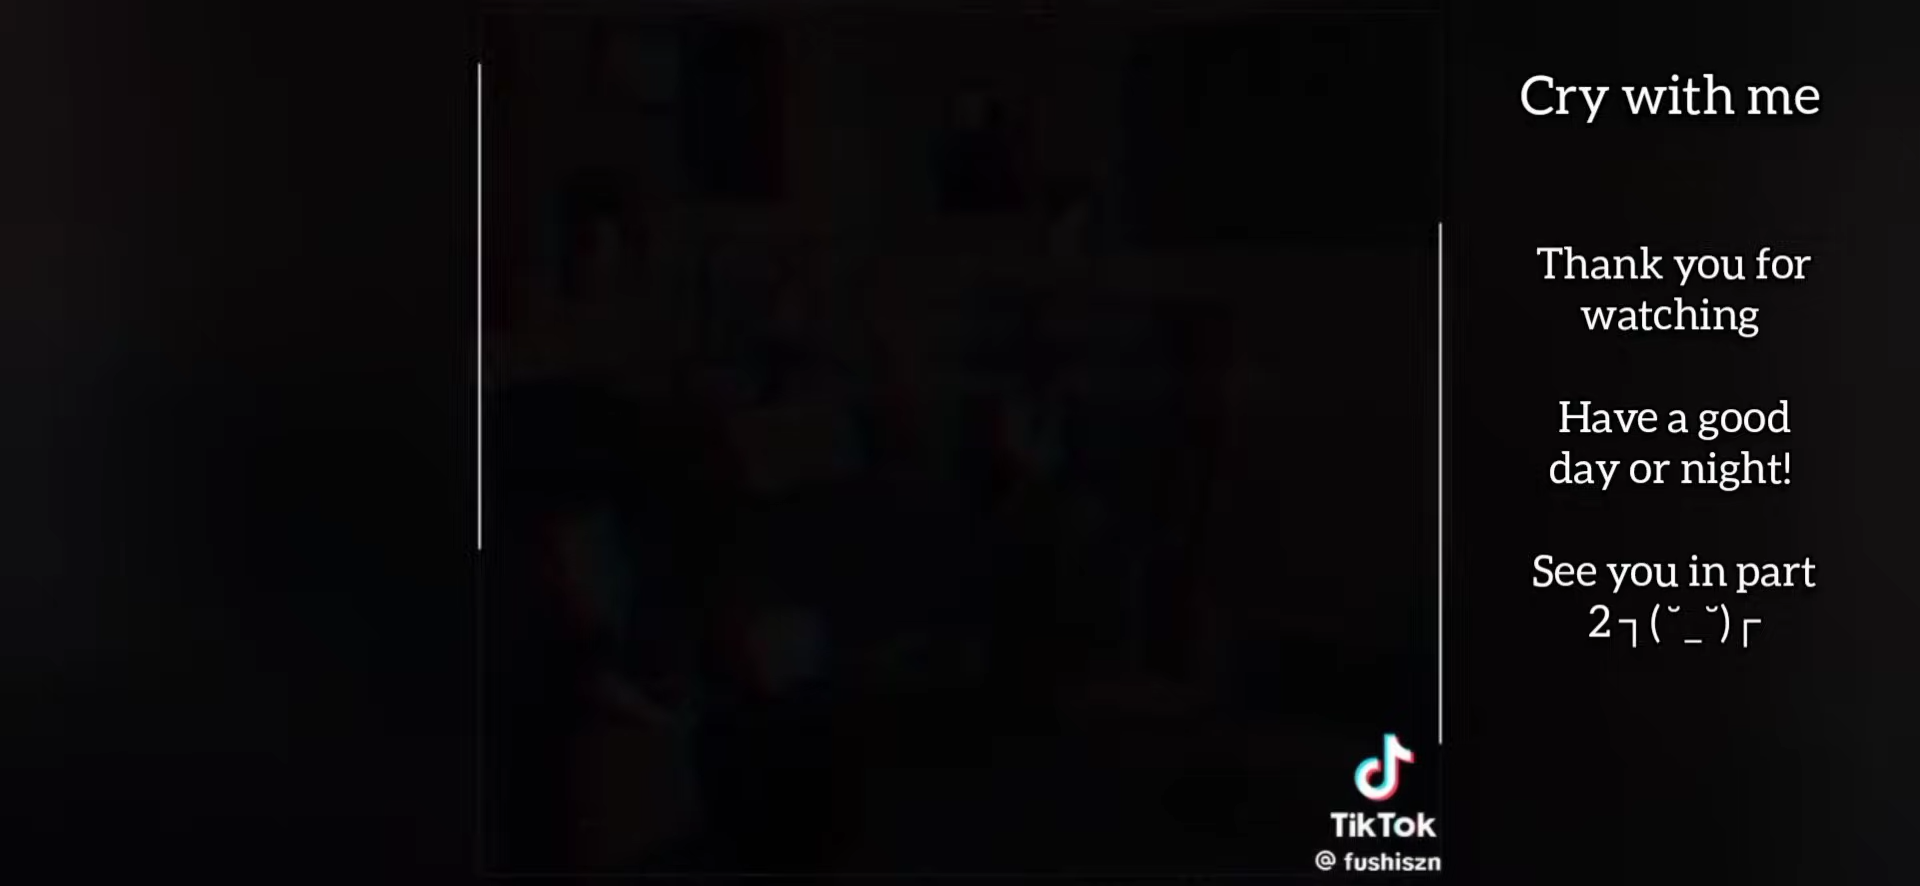 Cry with me
Thank you for
watching
Have a good
day or night!
See you in part
2┐(˘_˘)┌
TikTok
@ fushiszn